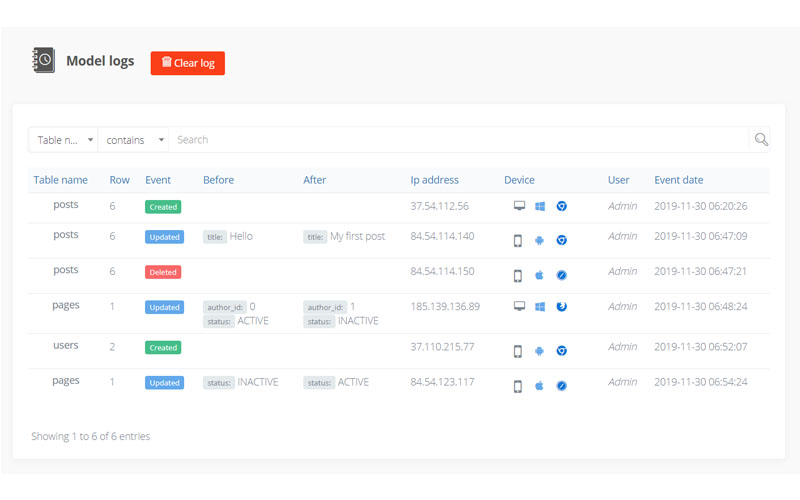 Model logs Clear log
Table n... contains Search
Table name Row Event Before After Ip address Device User Event date
posts 6 Created 37.54.112.56 Admin 2019-11-30 06:20:26
posts 6 Updated title: Hello title: My first post 84.54.114.140 Admin 2019-11-30 06:47:09
posts 6 Deleted 84.54.114.150 Admin 2019-11-30 06:47:21
pages 1 Updated author_id: 0 author_id: 1 185.139.136.89 Admin 2019-11-30 06:48:24
status: ACTIVE status: INACTIVE
users 2 Created 37.110.215.77 Admin 2019-11-30 06:52:07
pages 1 Updated status: INACTIVE status: ACTIVE 84.54.123.117 Admin 2019-11-30 06:54:24
Showing 1 to 6 of 6 entries